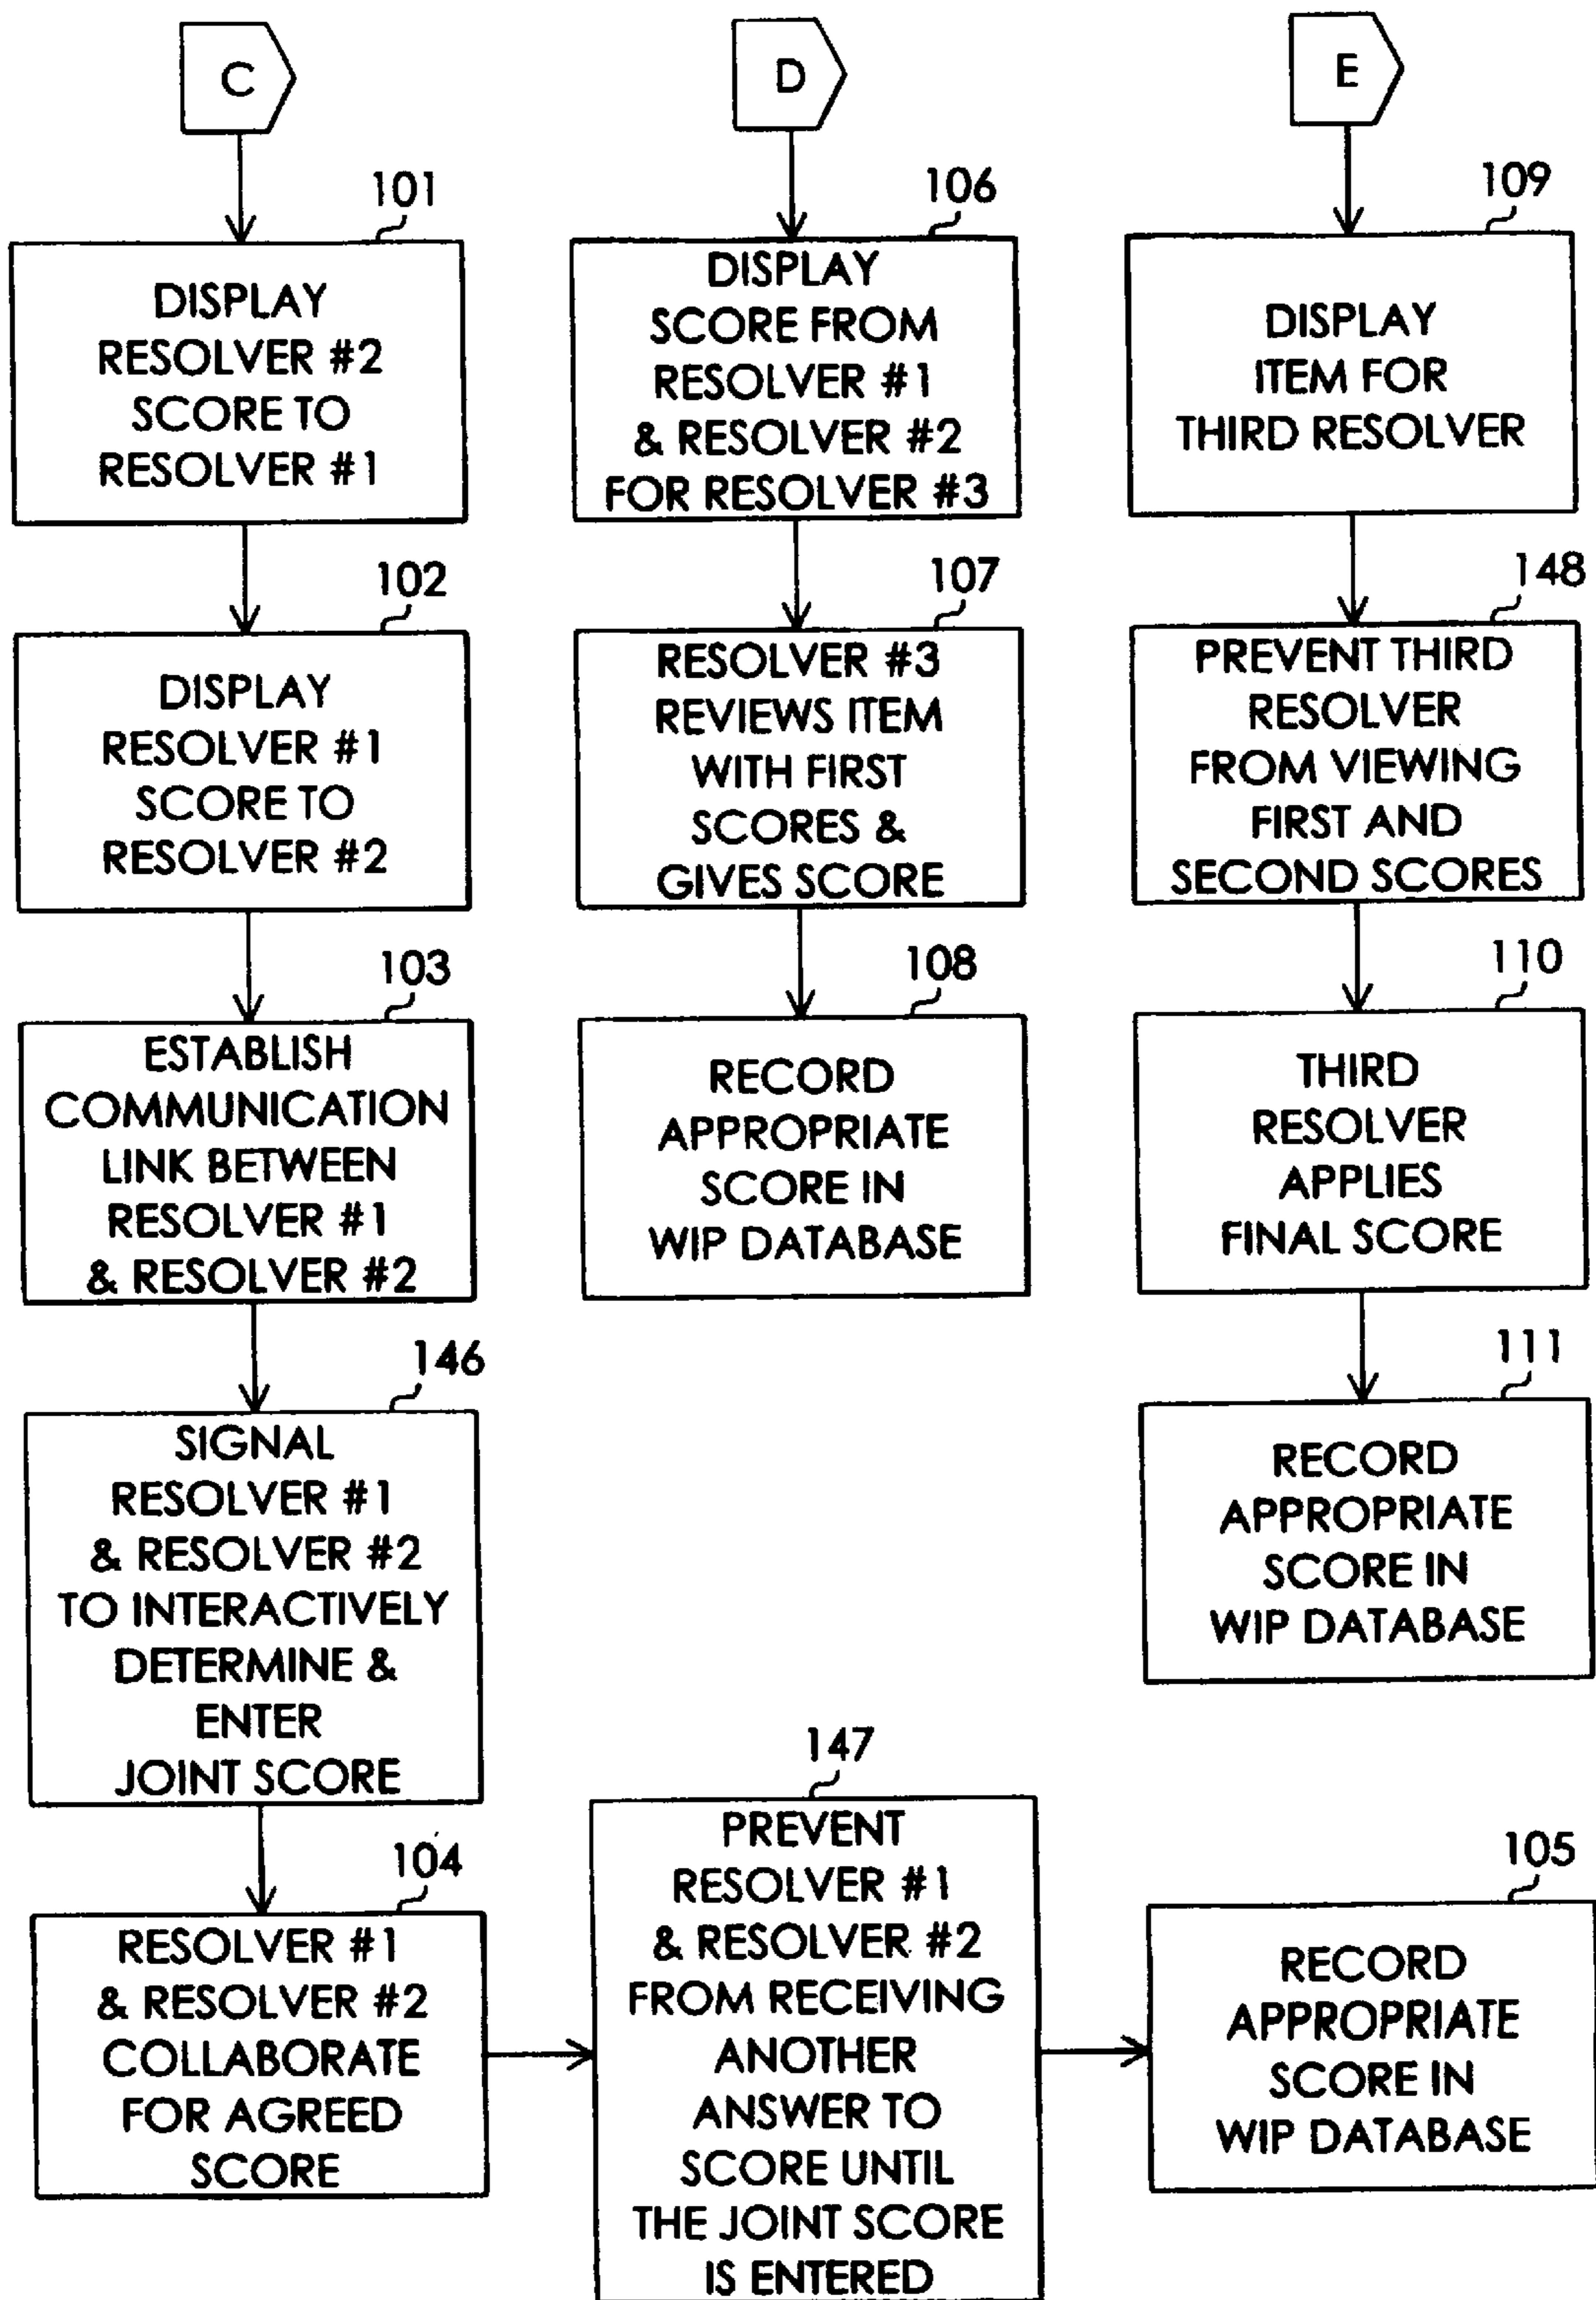 C
101
DISPLAY
RESOLVER #2
SCORE TO
RESOLVER #1
102
DISPLAY
RESOLVER #1
SCORE TO
RESOLVER #2
103
ESTABLISH
COMMUNICATION
LINK BETWEEN
RESOLVER #1
& RESOLVER #2
146
SIGNAL
RESOLVER #1
& RESOLVER #2
TO INTERACTIVELY
DETERMINE &
ENTER
JOINT SCORE
104
RESOLVER #1
& RESOLVER #2
COLLABORATE
FOR AGREED
SCORE
147
PREVENT
RESOLVER #1
& RESOLVER #2
FROM RECEIVING
ANOTHER
ANSWER TO
SCORE UNTIL
THE JOINT SCORE
IS ENTERED
105
RECORD
APPROPRIATE
SCORE IN
WIP DATABASE
D
106
DISPLAY
SCORE FROM
RESOLVER #1
& RESOLVER #2
FOR RESOLVER #3
107
RESOLVER #3
REVIEWS ITEM
WITH FIRST
SCORES &
GIVES SCORE
108
RECORD
APPROPRIATE
SCORE IN
WIP DATABASE
E
109
DISPLAY
ITEM FOR
THIRD RESOLVER
148
PREVENT THIRD
RESOLVER
FROM VIEWING
FIRST AND
SECOND SCORES
110
THIRD
RESOLVER
APPLIES
FINAL SCORE
111
RECORD
APPROPRIATE
SCORE IN
WIP DATABASE